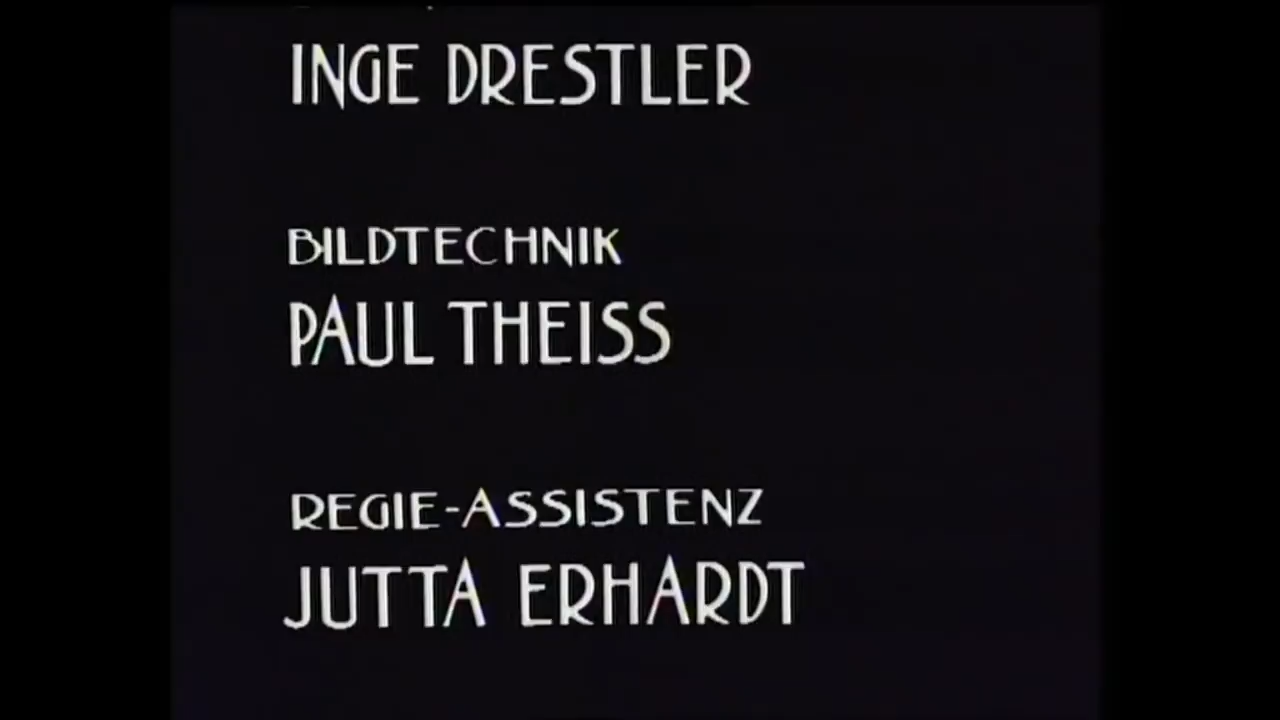 INGE DRESTLER
BILDTECHNIK
PAUL THEISS
REGIE-ASSISTENZ
JUTTA ERHARDT